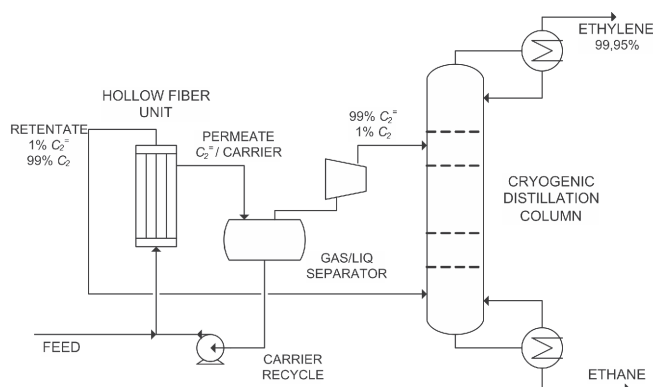 ETHYLENE
99,95%
HOLLOW FIBER
UNIT
RETENTATE
1% C₂⁼
99% C₂
PERMEATE
C₂⁼ / CARRIER
99% C₂⁼
1% C₂
CRYOGENIC
DISTILLATION
COLUMN
GAS/LIQ
SEPARATOR
FEED
CARRIER
RECYCLE
ETHANE